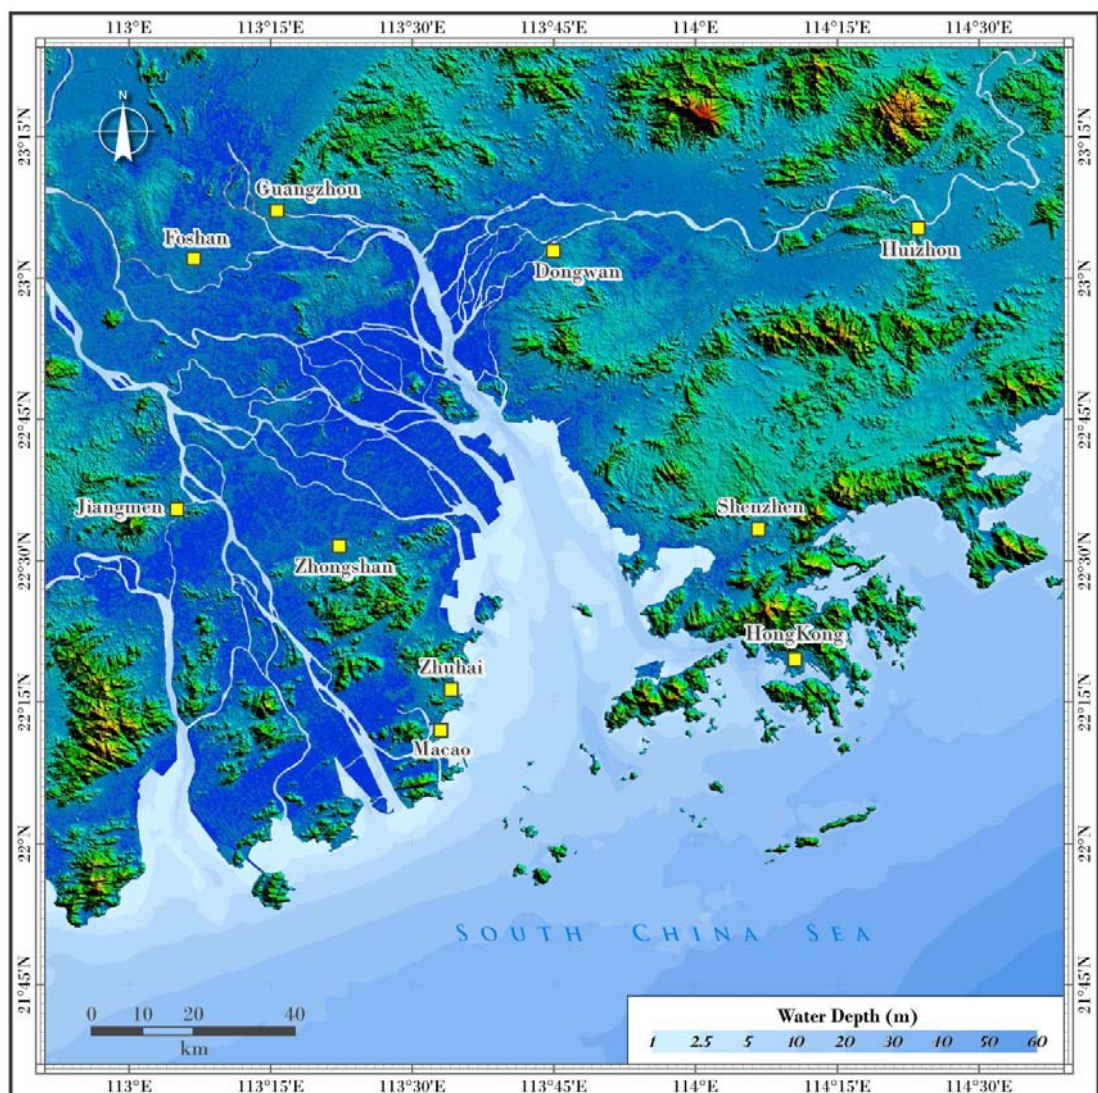 113°E 113°15'E 113°30'E 113°45'E 114°E 114°15'E 114°30'E
23°15'N 23°15'N
N
Guangzhou
Foshan
Huizhou
Dongwan
23°N 23°N
22°45'N 22°45'N
Jiangmen
Shenzhen
22°30'N 22°30'N
Zhongshan
HongKong
Zhuhai
22°15'N 22°15'N
Macao
22°N 22°N
SOUTH CHINA SEA
21°45'N 21°45'N
0 10 20 40
km
Water Depth (m)
1 2.5 5 10 20 30 40 50 60
113°E 113°15'E 113°30'E 113°45'E 114°E 114°15'E 114°30'E